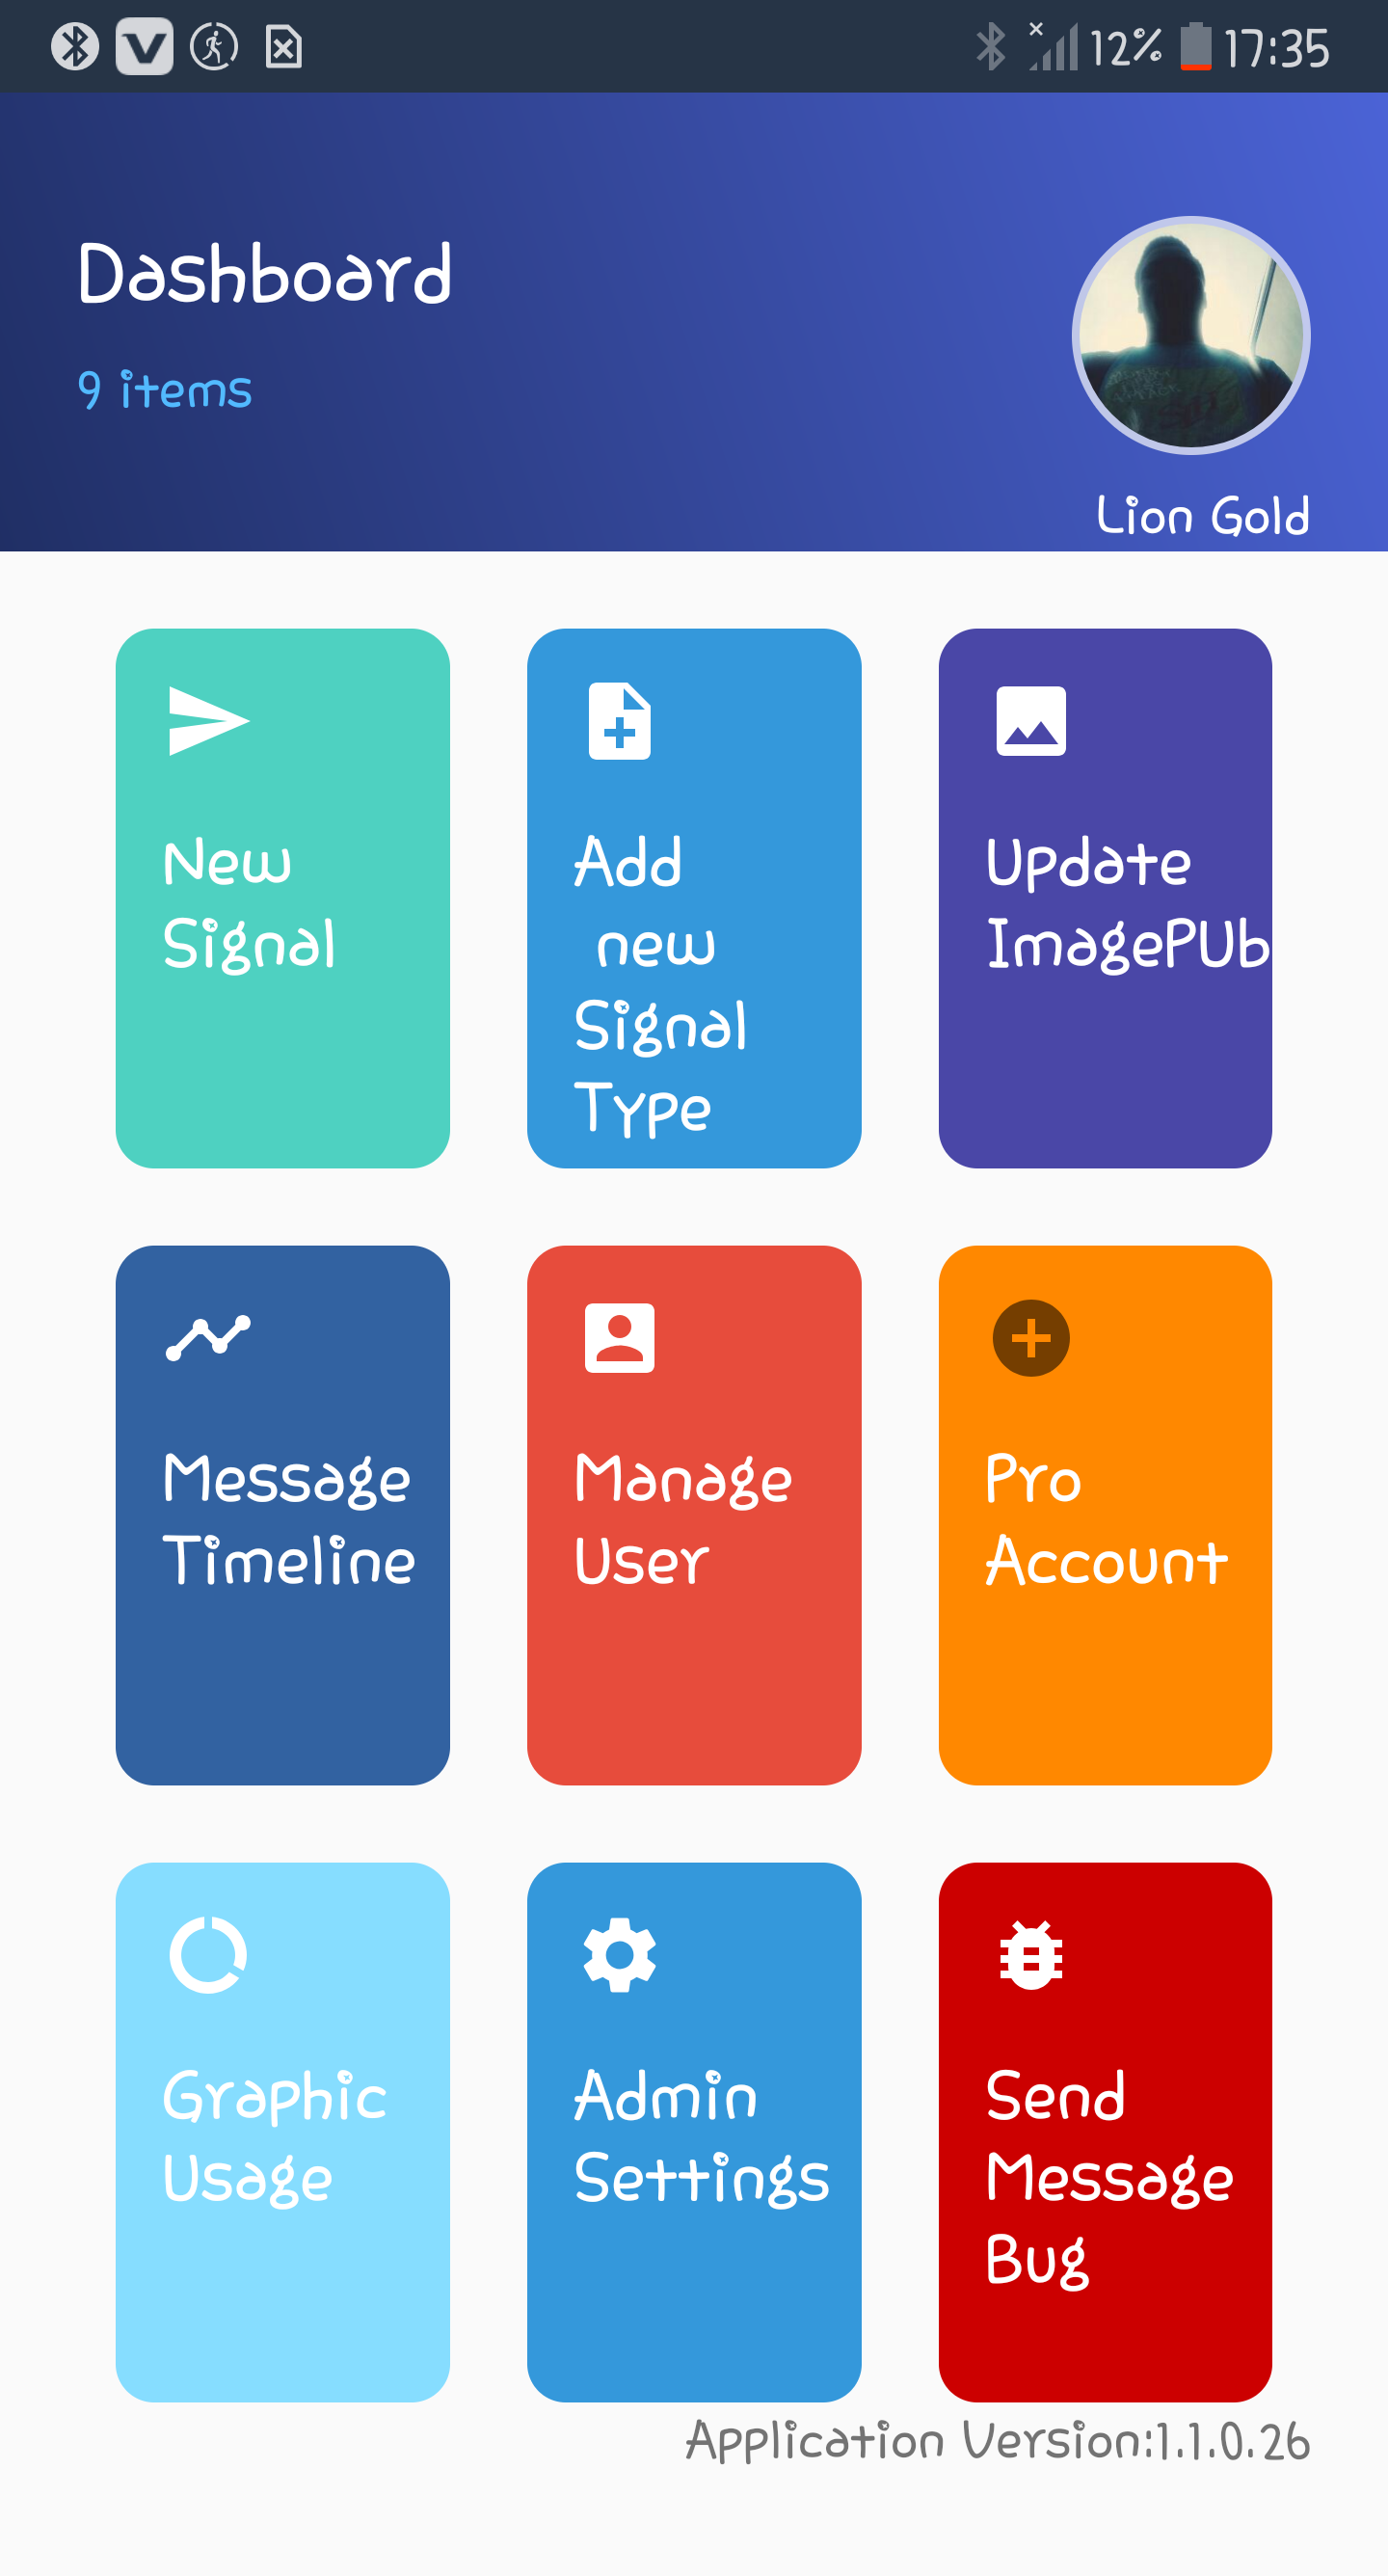 12% 17:35
Dashboard
9 items
Lion Gold
New
Signal
Add
new
Signal
Type
Update
ImagePUb
Message
Timeline
Manage
User
Pro
Account
Graphic
Usage
Admin
Settings
Send
Message
Bug
Application Version:1.1.0.26